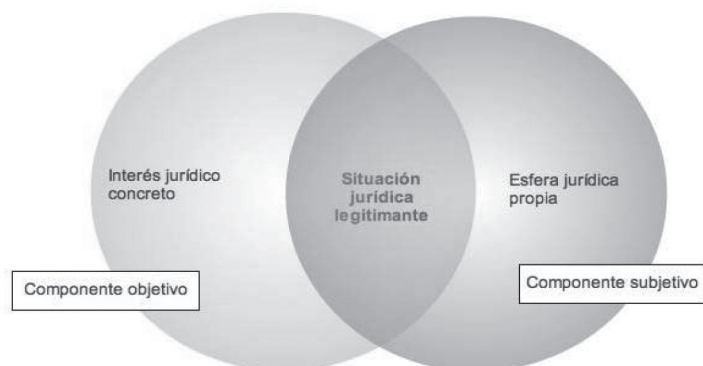 Interés jurídico
concreto
Situación
jurídica
legitimante
Esfera jurídica
propia
Componente objetivo
Componente subjetivo